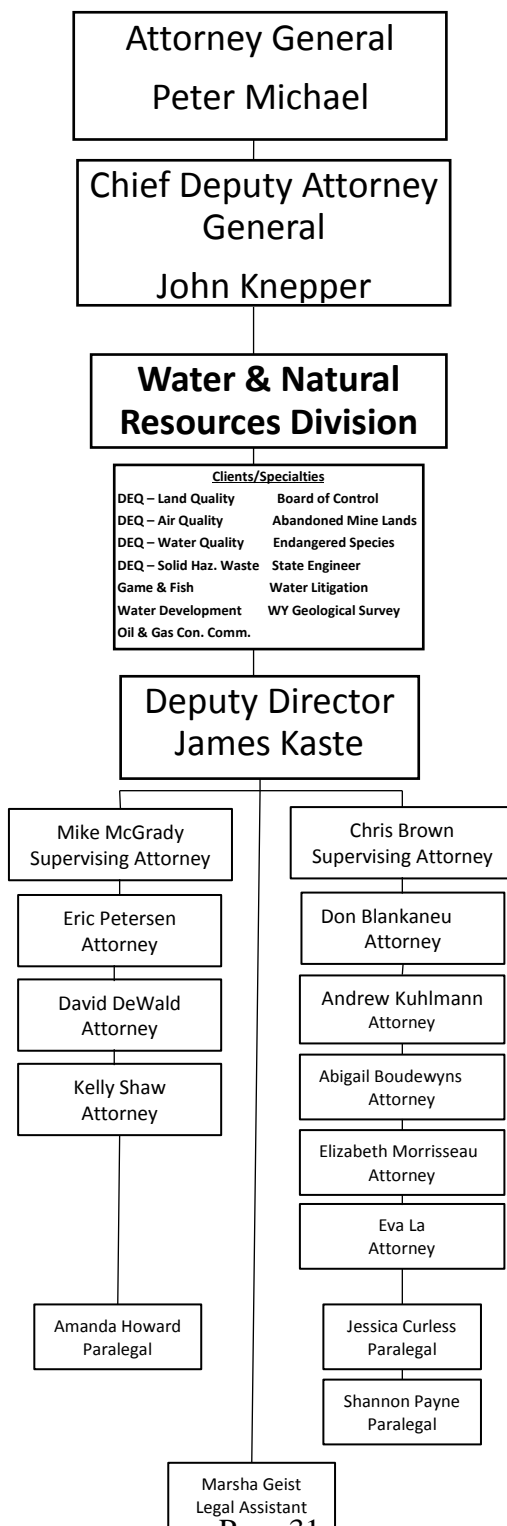 Attorney General
Peter Michael
Chief Deputy Attorney
General
John Knepper
Water & Natural
Resources Division
Clients/Specialties
DEQ – Land Quality Board of Control
DEQ – Air Quality Abandoned Mine Lands
DEQ – Water Quality Endangered Species
DEQ – Solid Haz. Waste State Engineer
Game & Fish Water Litigation
Water Development WY Geological Survey
Oil & Gas Con. Comm.
Deputy Director
James Kaste
Mike McGrady
Supervising Attorney
Eric Petersen
Attorney
David DeWald
Attorney
Kelly Shaw
Attorney
Amanda Howard
Paralegal
Chris Brown
Supervising Attorney
Don Blankaneu
Attorney
Andrew Kuhlmann
Attorney
Abigail Boudewyns
Attorney
Elizabeth Morrisseau
Attorney
Eva La
Attorney
Jessica Curless
Paralegal
Shannon Payne
Paralegal
Marsha Geist
Legal Assistant
31